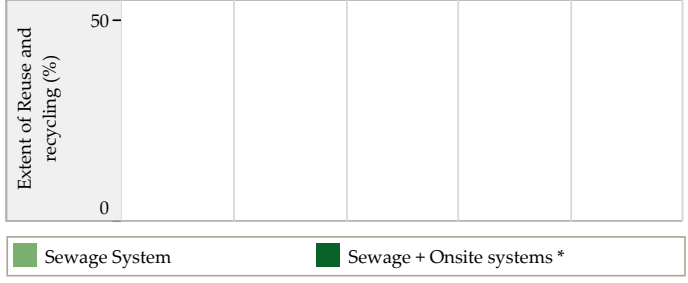 Extent of Reuse and
recycling (%)
50
0
Sewage System
Sewage + Onsite systems *